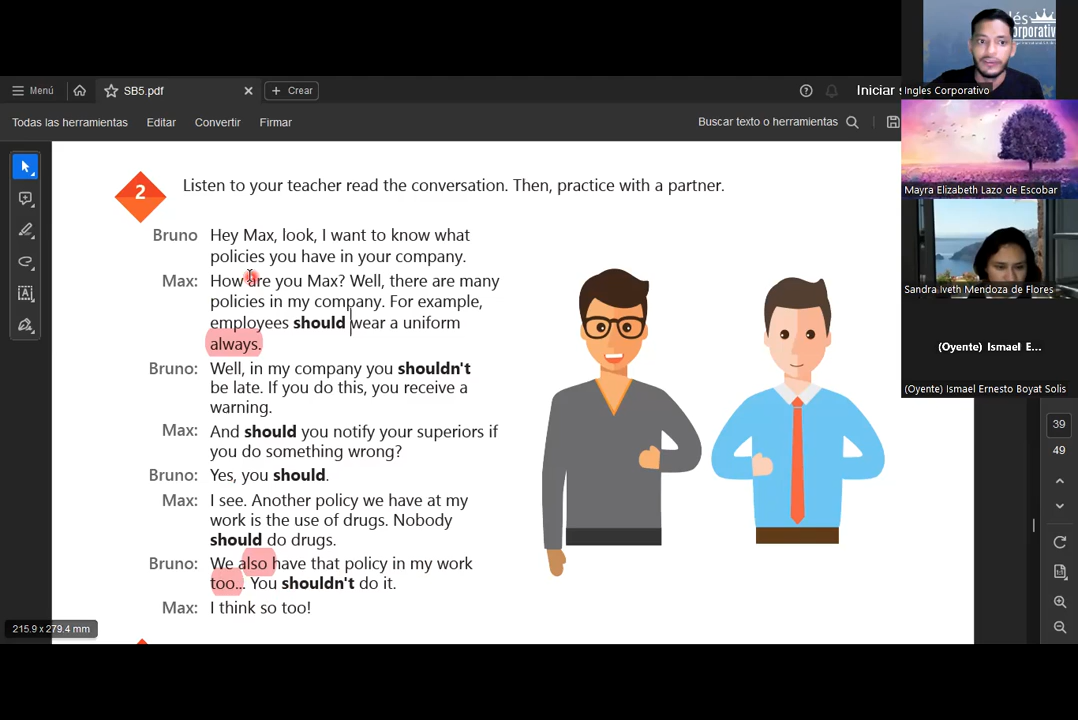 Menú
SB5.pdf
Crear
Iniciar s
Todas las herramientas
Editar
Convertir
Firmar
Buscar texto o herramientas
2
Listen to your teacher read the conversation. Then, practice with a partner.
Bruno Hey Max, look, I want to know what
policies you have in your company.
Max: How are you Max? Well, there are many
policies in my company. For example,
employees should wear a uniform
always.
Bruno: Well, in my company you shouldn't
be late. If you do this, you receive a
warning.
Max: And should you notify your superiors if
you do something wrong?
Bruno: Yes, you should.
Max: I see. Another policy we have at my
work is the use of drugs. Nobody
should do drugs.
Bruno: We also have that policy in my work
too... You shouldn't do it.
Max: I think so too!
215.9 x 279.4 mm
39
49
és
orporativ
Ingles Corporativo
Mayra Elizabeth Lazo de Escobar
Sandra Iveth Mendoza de Flores
(Oyente) Ismael E...
(Oyente) Ismael Ernesto Boyat Solis